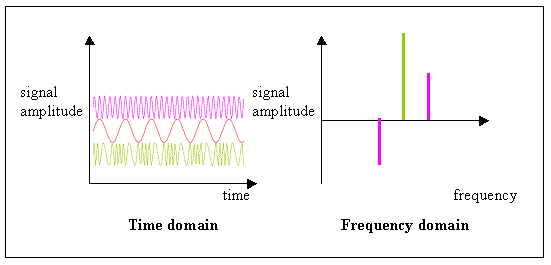 signal
amplitude
time
Time domain
signal
amplitude
frequency
Frequency domain